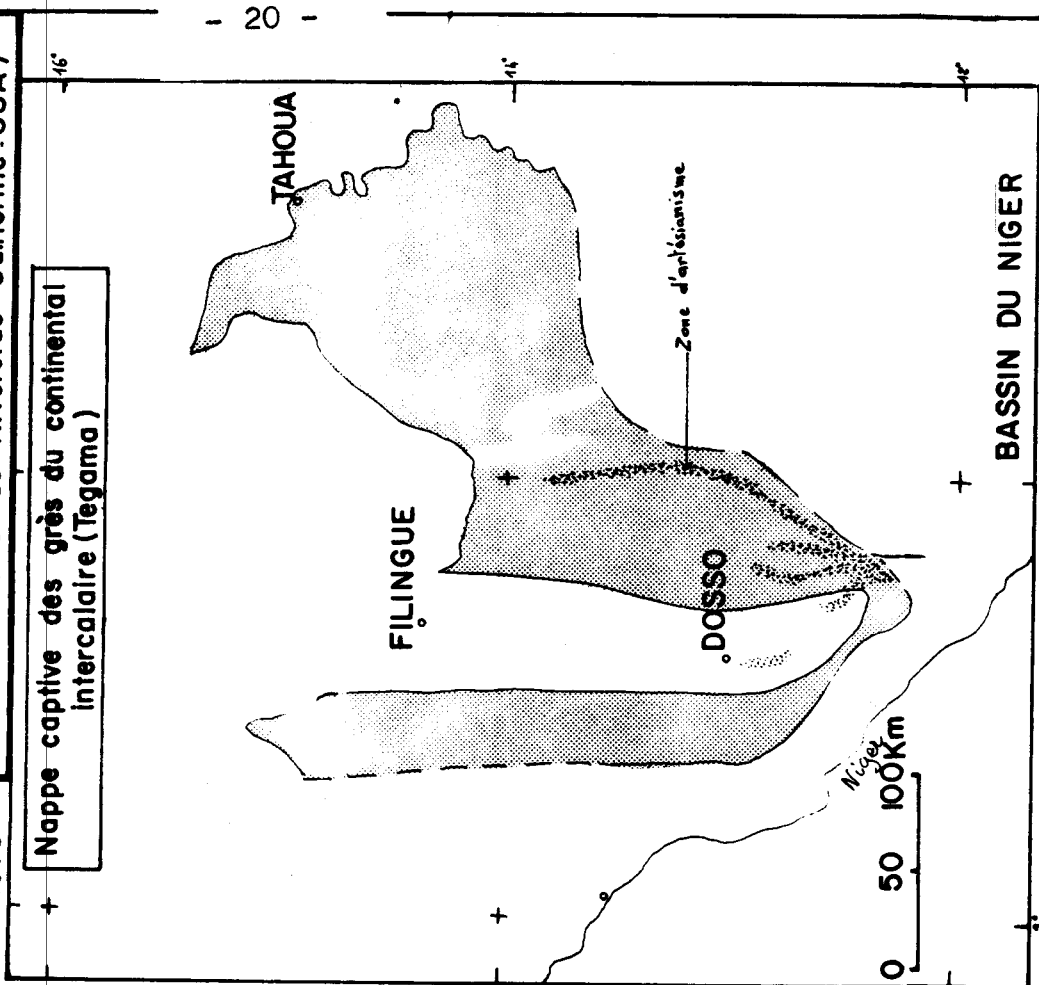 - 20 -
Nappe captive des grès du continental
intercalaire (Tegama)
16°
14°
TAHOUA
FILINGUE
DOSSO
Zone d'artésianisme
BASSIN DU NIGER
Niger
0 50 100Km